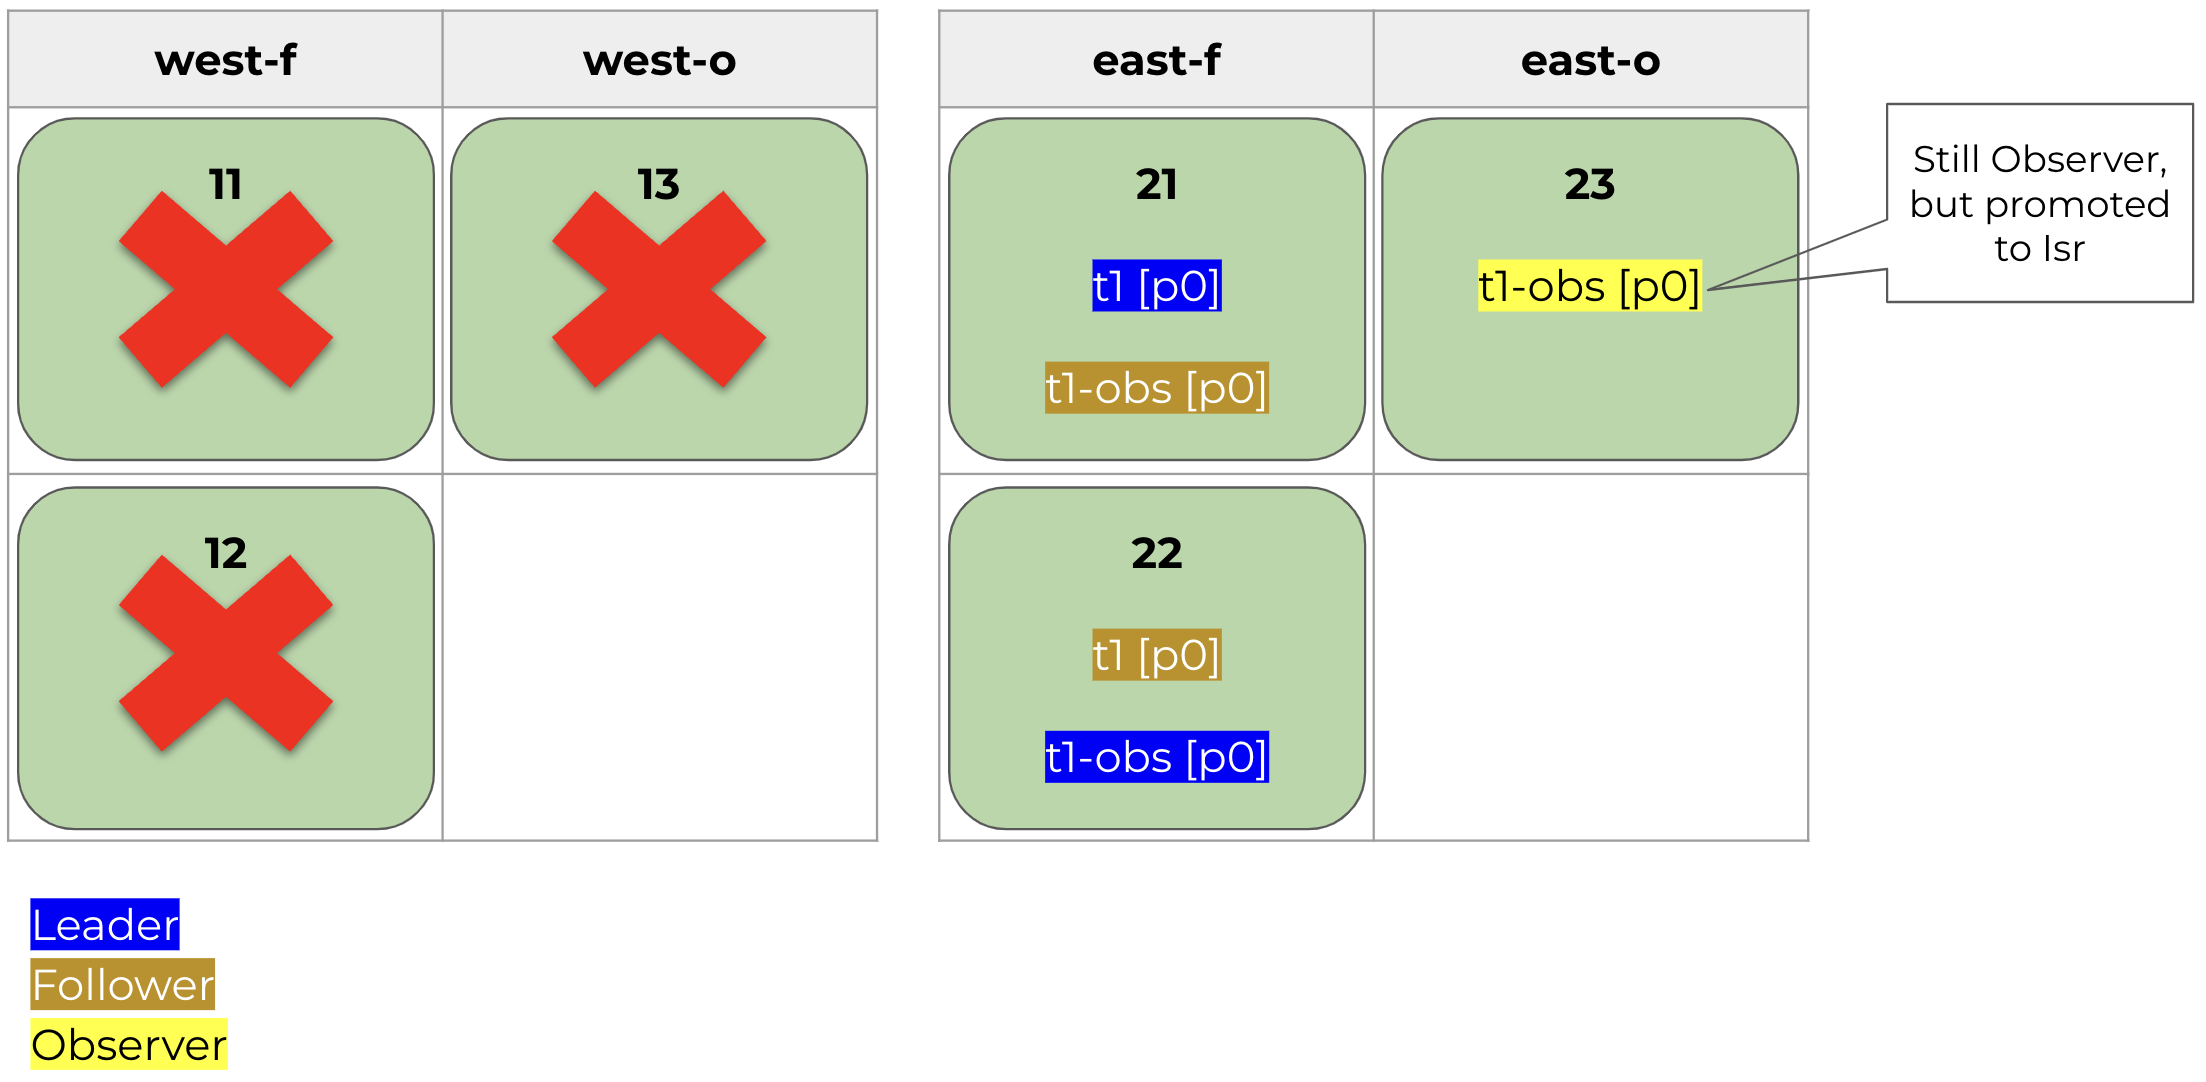 west-f
west-o
east-f
east-o
11
13
21
t1 [p0]
t1-obs [p0]
23
t1-obs [p0]
Still Observer,
but promoted
to Isr
12
22
t1 [p0]
t1-obs [p0]
Leader
Follower
Observer